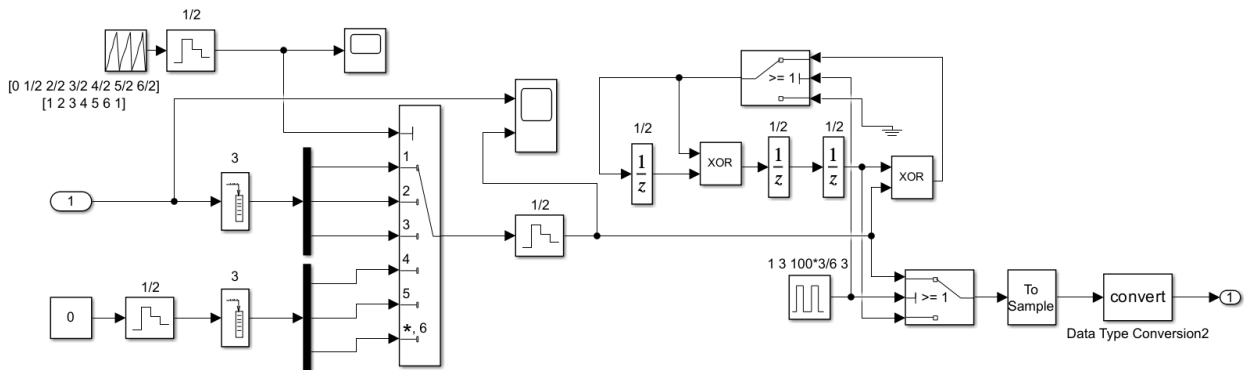 1/2
[0 1/2 2/2 3/2 4/2 5/2 6/2]
[1 2 3 4 5 6 1]
>= 1
1/2
1/2
1/2
3
1
1
z
XOR
1
z
1
z
XOR
1
2
3
1/2
3
4
1 3 100*3/6 3
1/2
0
5
>= 1
To
Sample
convert
1
*, 6
Data Type Conversion2